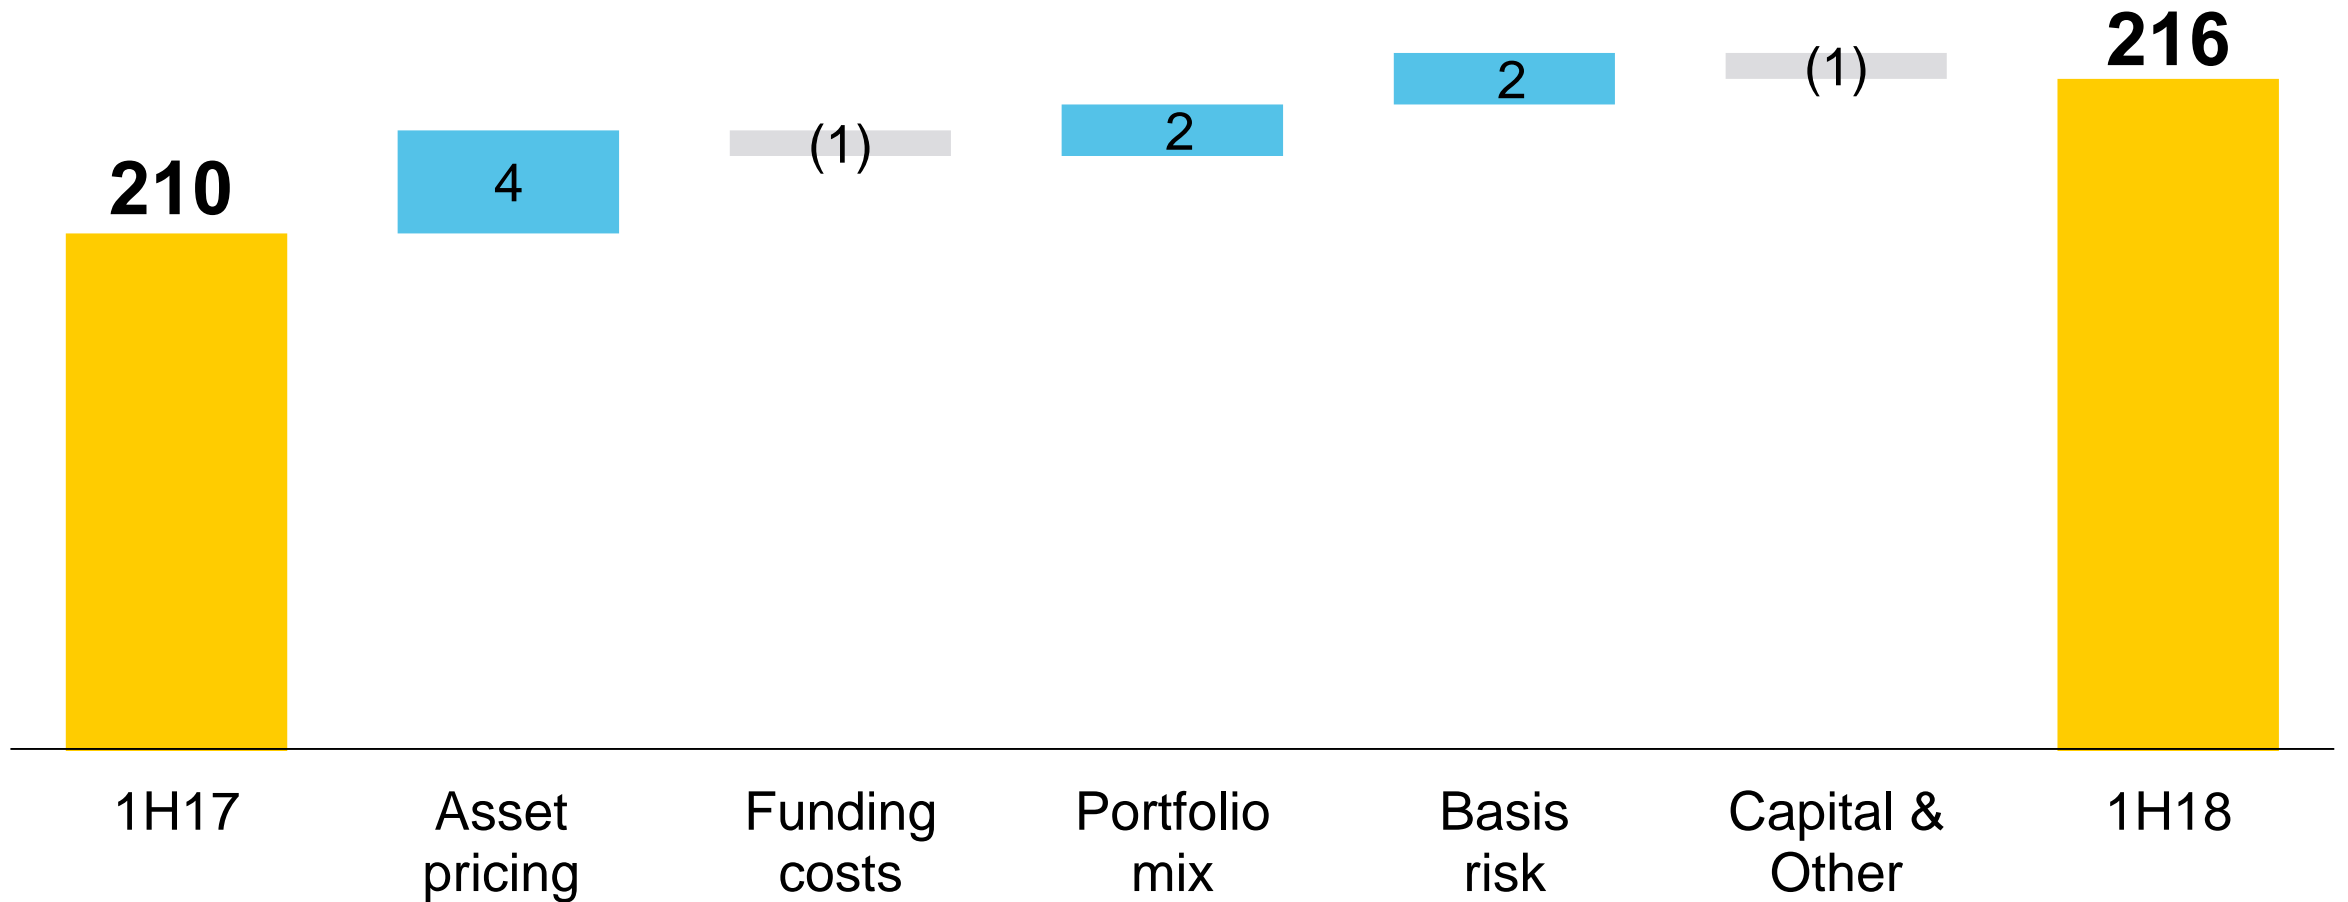 210
4
(1)
2
2
(1)
216
1H17
Asset
pricing
Funding
costs
Portfolio
mix
Basis
risk
Capital &
Other
1H18